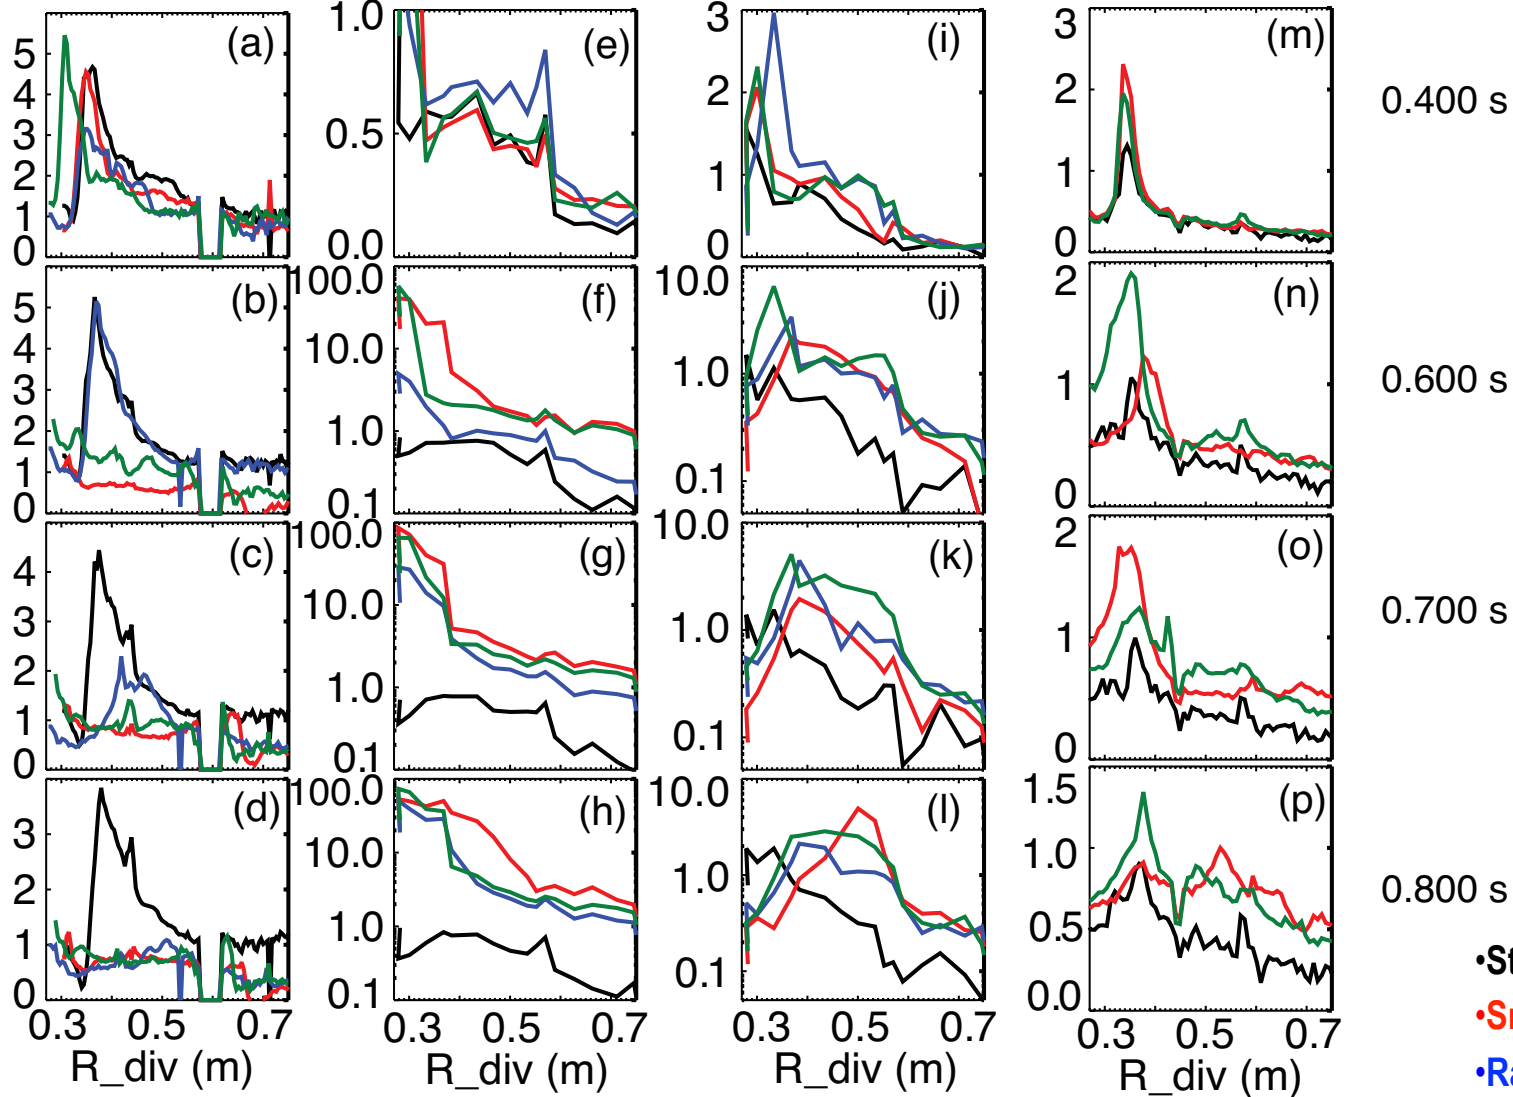 (a) (e) (i) (m)
5 4 3 2 1 0
1.0 0.5 0.0
3 2 1 0
3 2 1 0
0.400 s
(b) (f) (j) (n)
5 4 3 2 1 0
100.0 10.0 1.0 0.1
10.0 1.0 0.1
2 1 0
0.600 s
(c) (g) (k) (o)
4 3 2 1 0
100.0 10.0 1.0 0.1
10.0 1.0 0.1
2 1 0
0.700 s
(d) (h) (l) (p)
3 2 1 0
100.0 10.0 1.0 0.1
10.0 1.0 0.1
1.5 1.0 0.5 0.0
0.800 s
0.3 0.5 0.7 0.3 0.5 0.7 0.3 0.5 0.7 0.3 0.5 0.7
R_div (m) R_div (m) R_div (m) R_div (m)